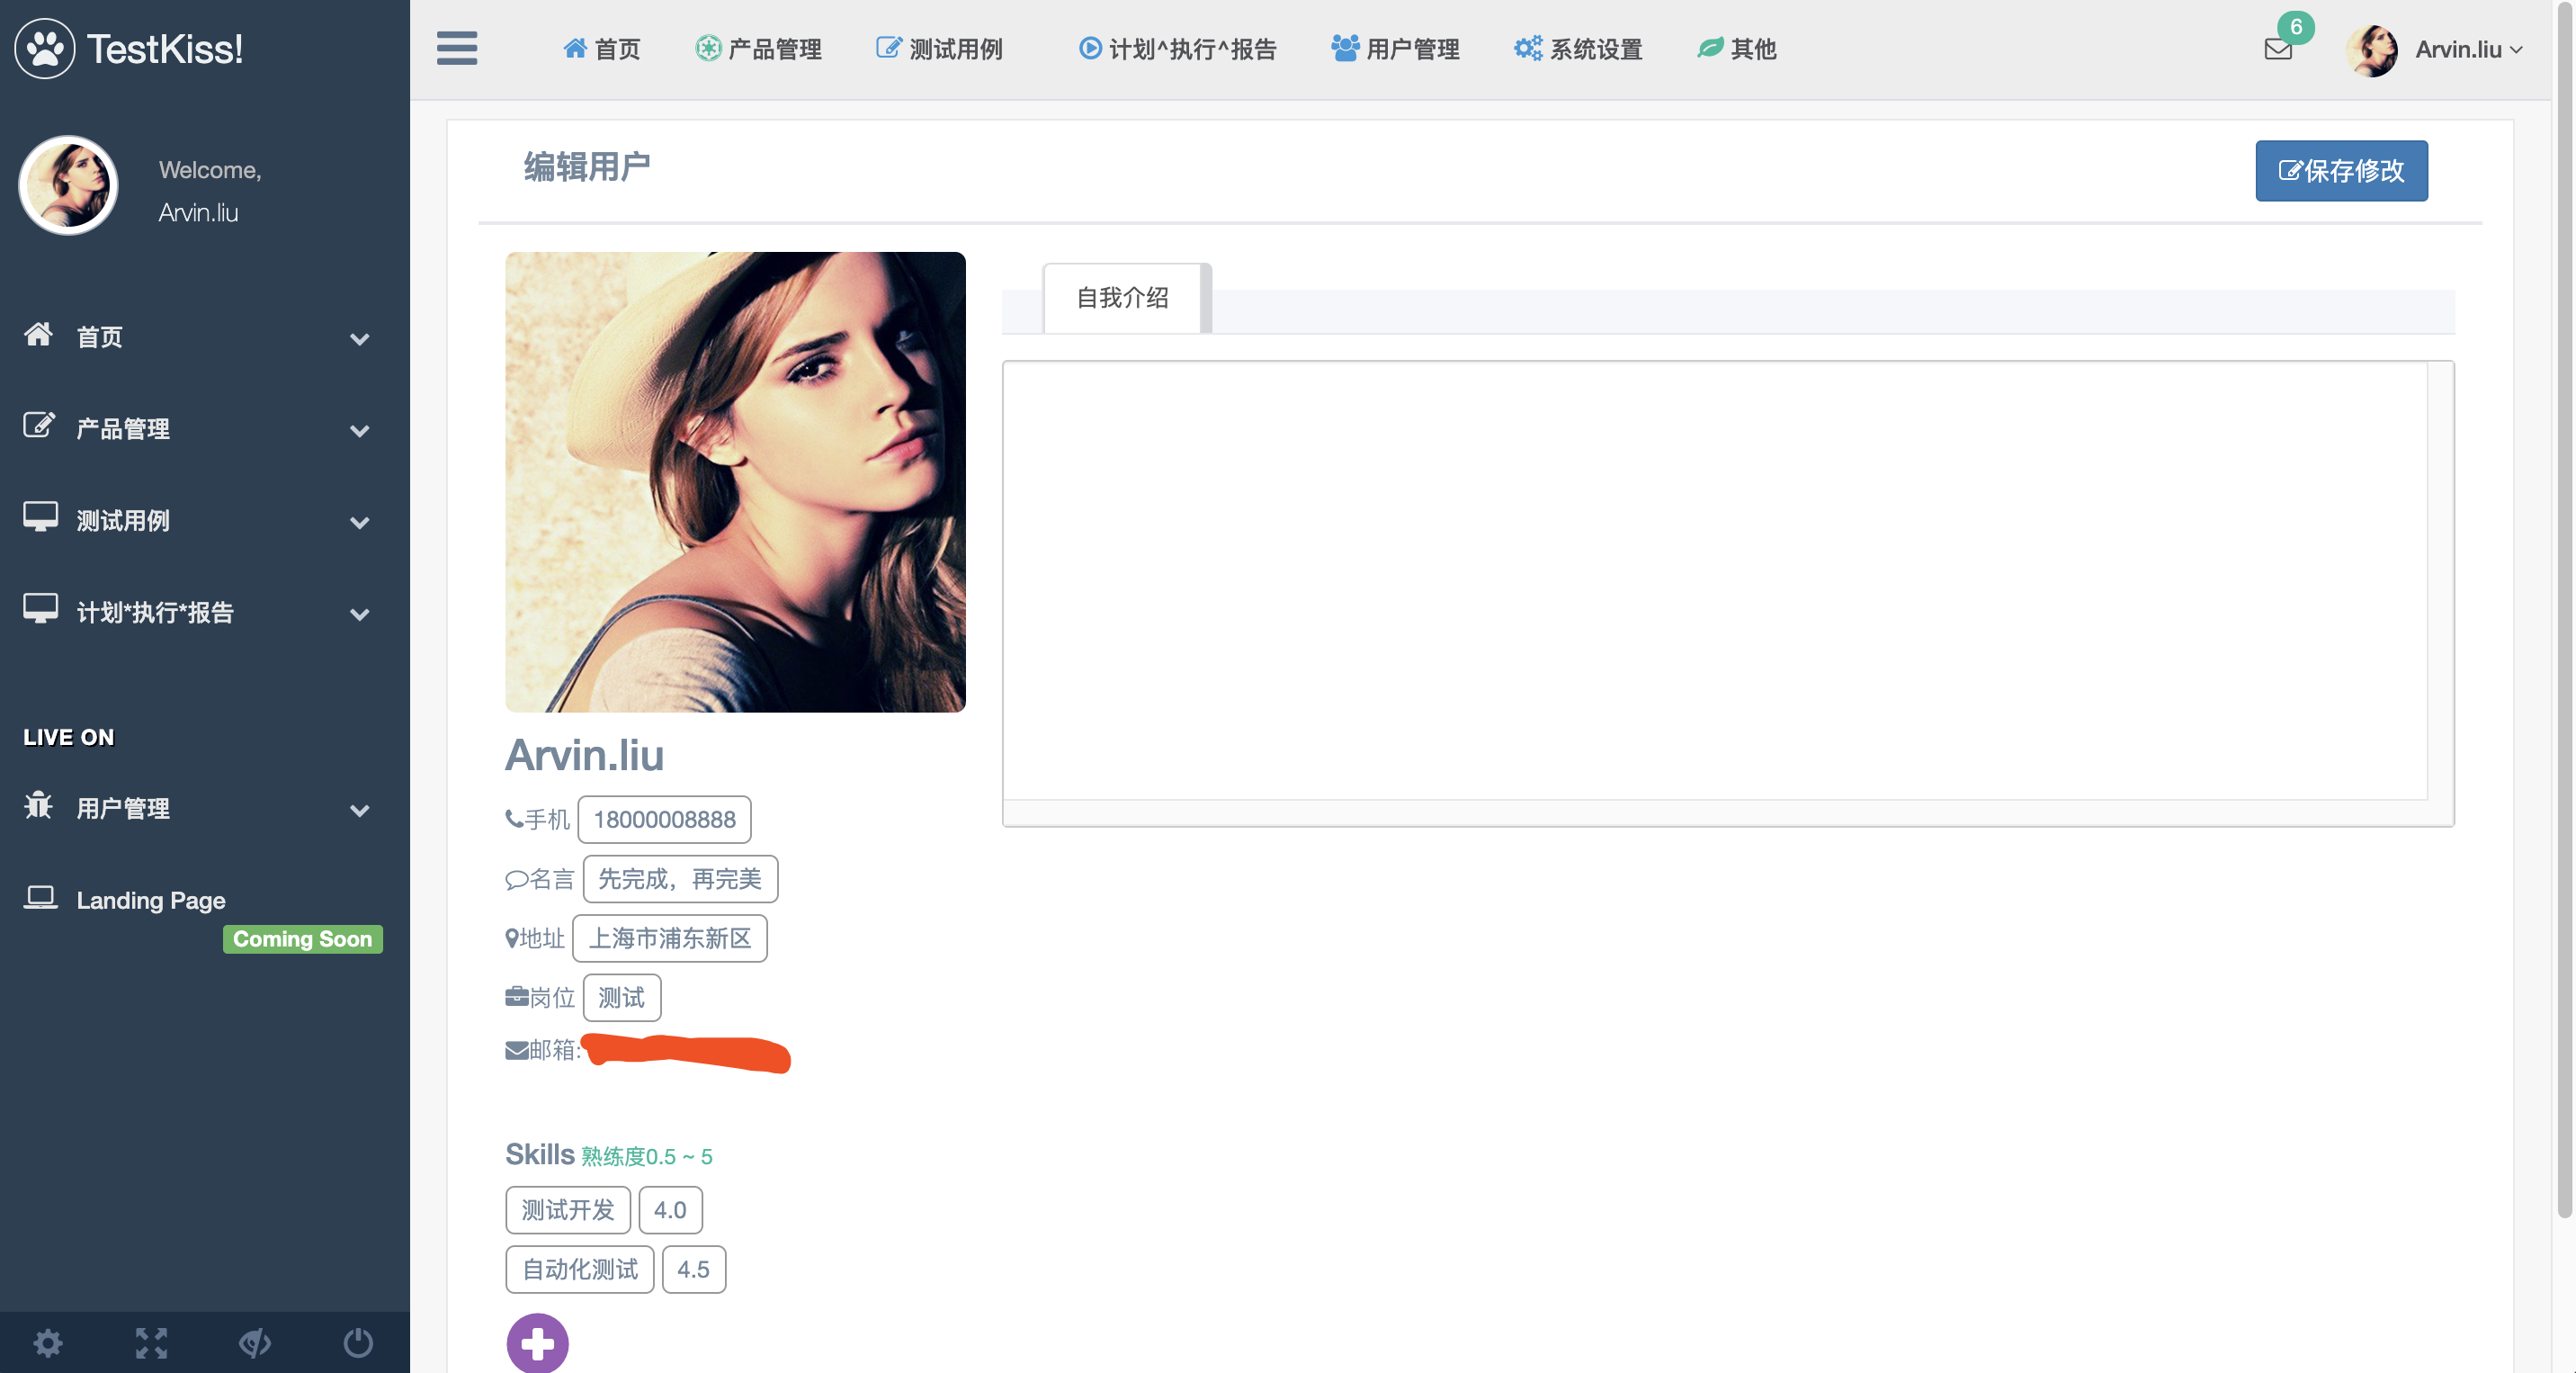 TestKiss!
首页 产品管理 测试用例 计划^执行^报告 用户管理 系统设置 其他 6 Arvin.liu
Welcome,
Arvin.liu
首页
产品管理
测试用例
计划*执行*报告
LIVE ON
用户管理
Landing Page
Coming Soon
编辑用户
保存修改
自我介绍
Arvin.liu
手机 18000008888
名言 先完成，再完美
地址 上海市浦东新区
岗位 测试
邮箱:
Skills 熟练度0.5 ~ 5
测试开发 4.0
自动化测试 4.5